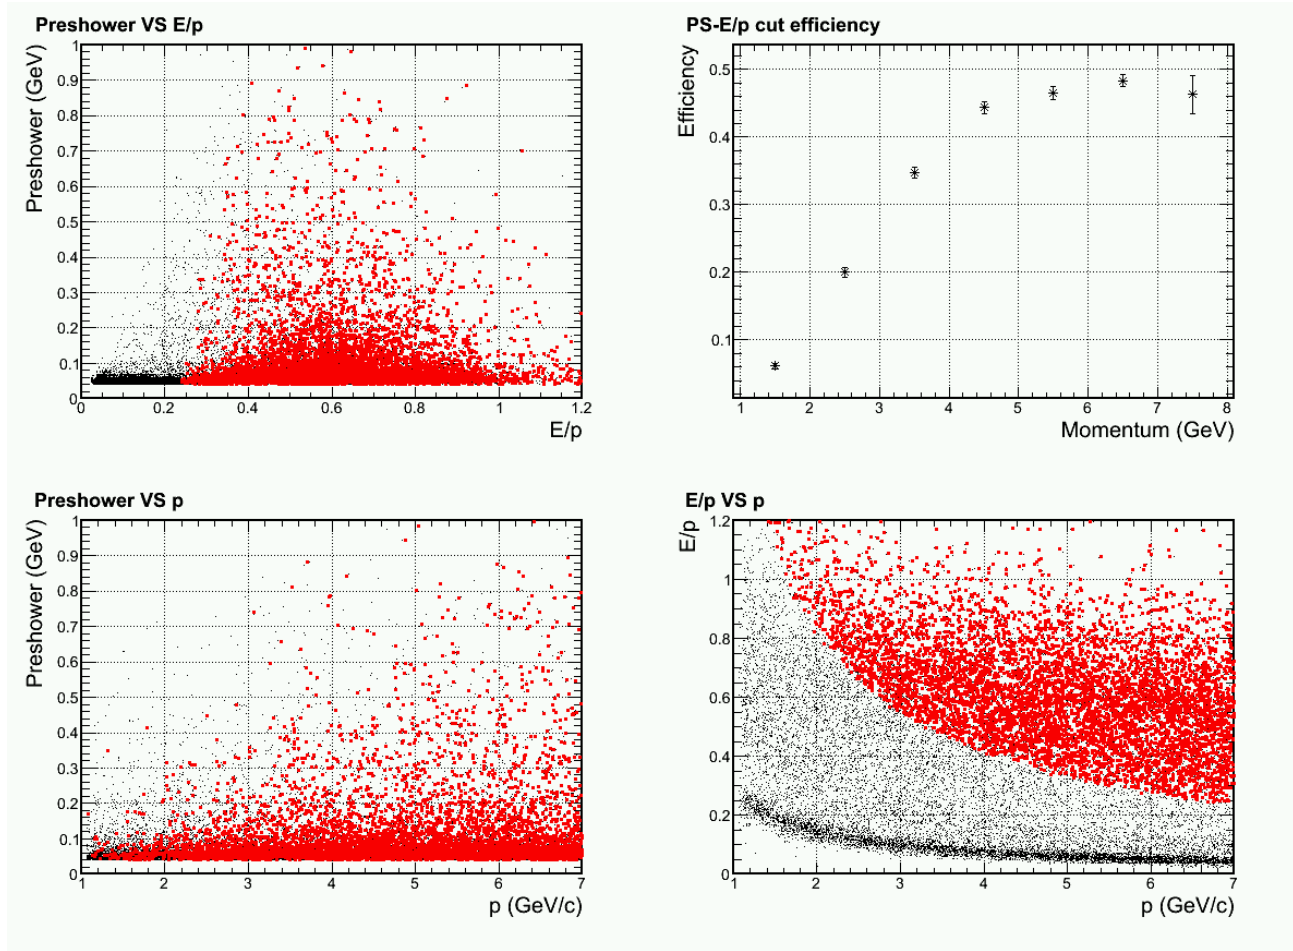 Preshower VS E/p
Preshower (GeV)
1
0.9
0.8
0.7
0.6
0.5
0.4
0.3
0.2
0.1
0
0 0.2 0.4 0.6 0.8 1 1.2
E/p
PS-E/p cut efficiency
Efficiency
0.5
0.4
0.3
0.2
0.1
1 2 3 4 5 6 7 8
Momentum (GeV)
Preshower VS p
Preshower (GeV)
1
0.9
0.8
0.7
0.6
0.5
0.4
0.3
0.2
0.1
0
1 2 3 4 5 6 7
p (GeV/c)
E/p VS p
E/p
1.2
1
0.8
0.6
0.4
0.2
0
1 2 3 4 5 6 7
p (GeV/c)